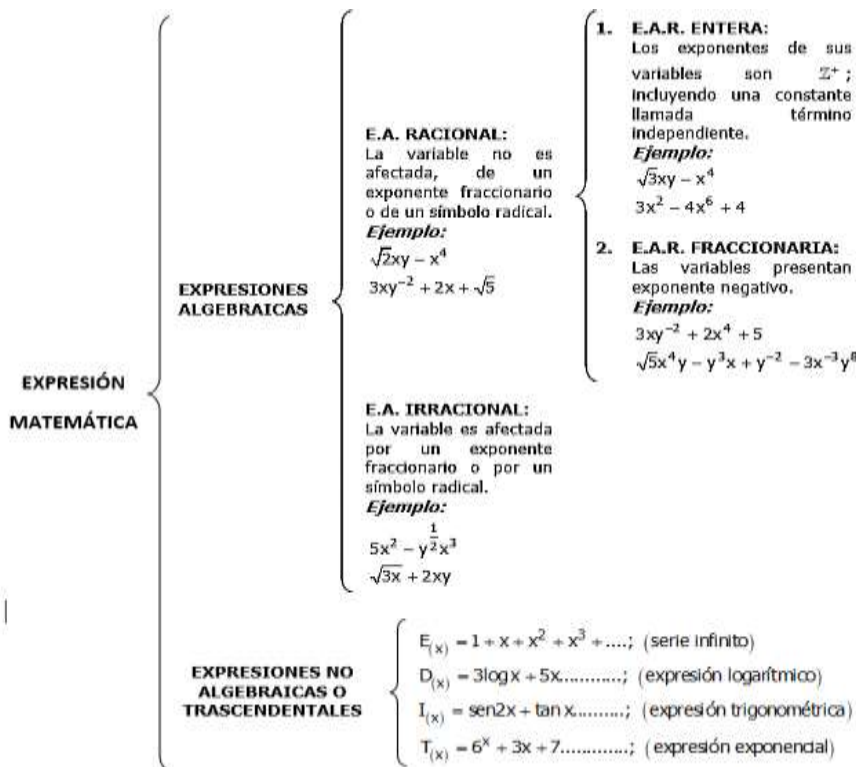 EXPRESIÓN
MATEMÁTICA
EXPRESIONES
ALGEBRAICAS
E.A. RACIONAL:
La variable no es
afectada, de un
exponente fraccionario
o de un símbolo radical.
Ejemplo:
√2xy – x⁴
3xy⁻² + 2x + √5
1. E.A.R. ENTERA:
Los exponentes de sus
variables son ℤ⁺ ;
incluyendo una constante
llamada término
independiente.
Ejemplo:
√3xy – x⁴
3x² – 4x⁶ + 4
2. E.A.R. FRACCIONARIA:
Las variables presentan
exponente negativo.
Ejemplo:
3xy⁻² + 2x⁴ + 5
√5x⁴y – y³x + y⁻² – 3x⁻³y⁶
E.A. IRRACIONAL:
La variable es afectada
por un exponente
fraccionario o por un
símbolo radical.
Ejemplo:
5x² – y^(1/2)x³
√(3x) + 2xy
EXPRESIONES NO
ALGEBRAICAS O
TRASCENDENTALES
E₍ₓ₎ = 1 + x + x² + x³ + ....; (serie infinito)
D₍ₓ₎ = 3log x + 5x............; (expresión logarítmico)
I₍ₓ₎ = sen2x + tan x..........; (expresión trigonométrica)
T₍ₓ₎ = 6ˣ + 3x + 7.............; (expresión exponencial)